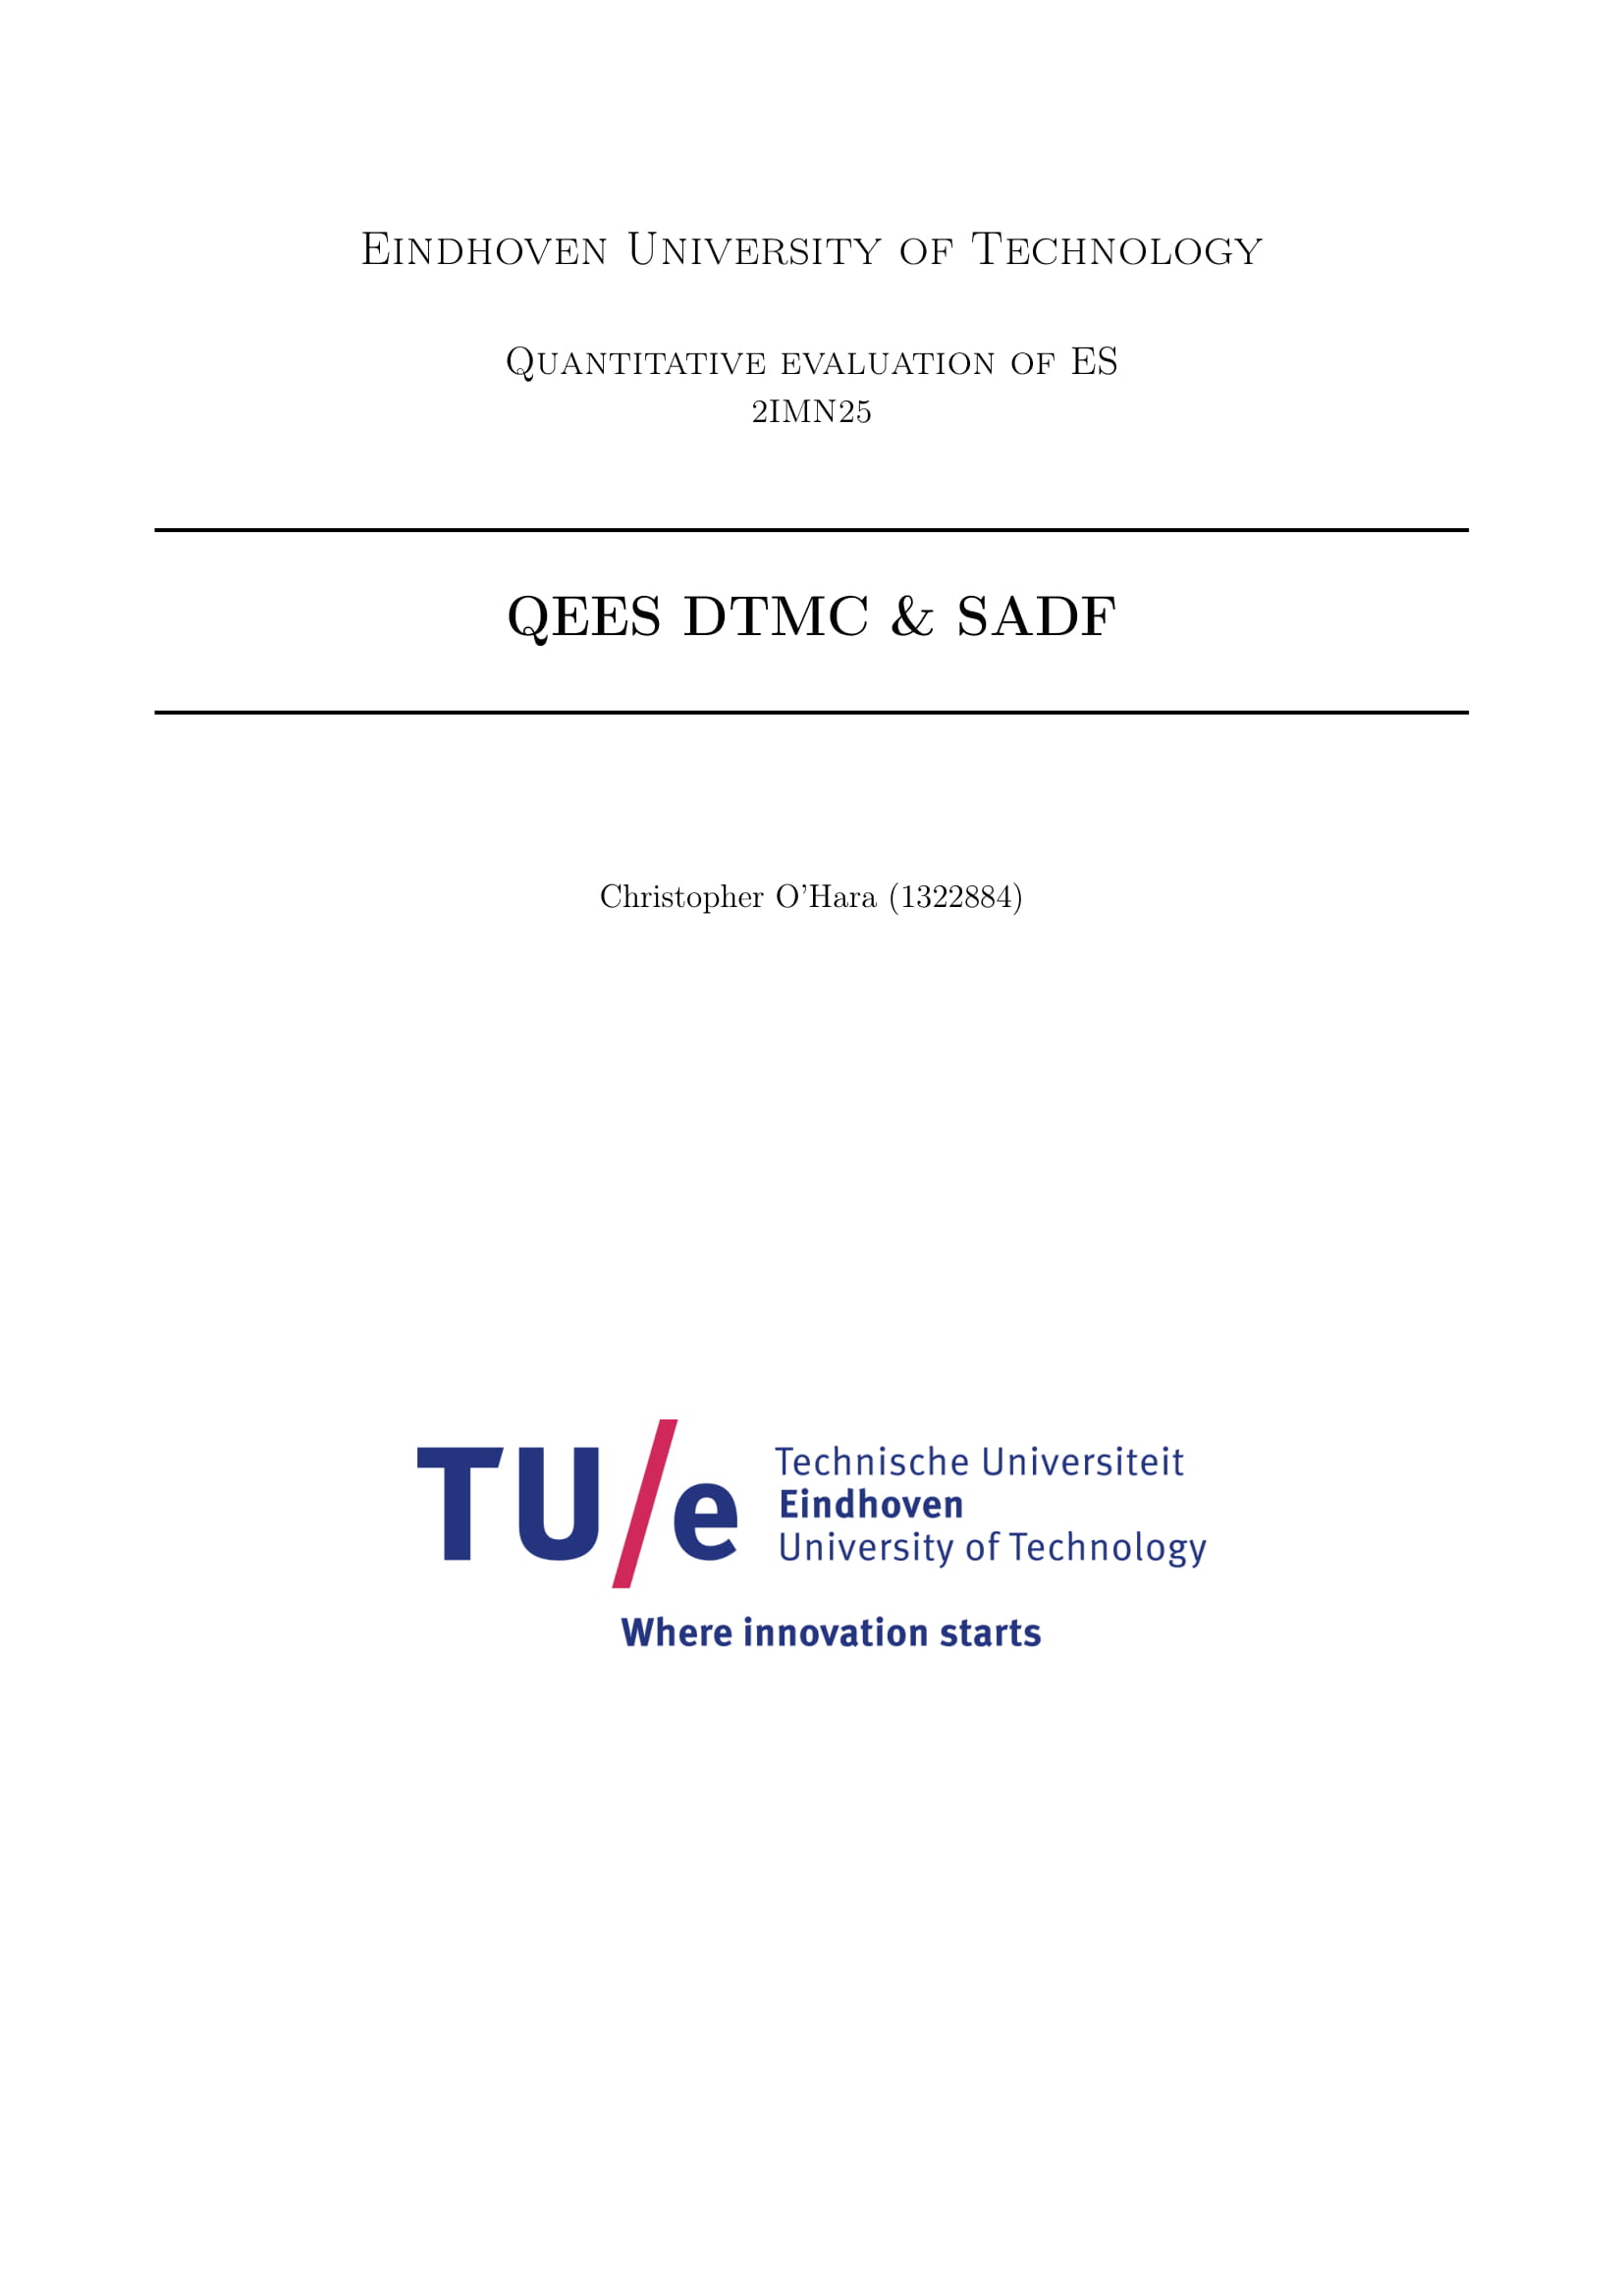 Eindhoven University of Technology
Quantitative evaluation of ES
2IMN25
QEES DTMC & SADF
Christopher O'Hara (1322884)
TU/e
Technische Universiteit
Eindhoven
University of Technology
Where innovation starts